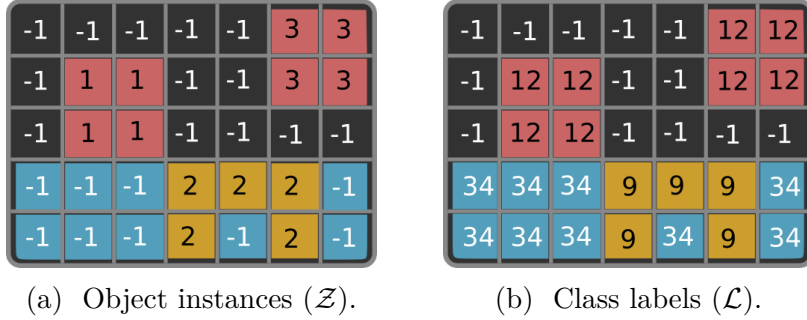 -1 -1 -1 -1 -1 3 3
-1 1 1 -1 -1 3 3
-1 1 1 -1 -1 -1 -1
-1 -1 -1 2 2 2 -1
-1 -1 -1 2 -1 2 -1
(a) Object instances (𝒵).
-1 -1 -1 -1 -1 12 12
-1 12 12 -1 -1 12 12
-1 12 12 -1 -1 -1 -1
34 34 34 9 9 9 34
34 34 34 9 34 9 34
(b) Class labels (ℒ).